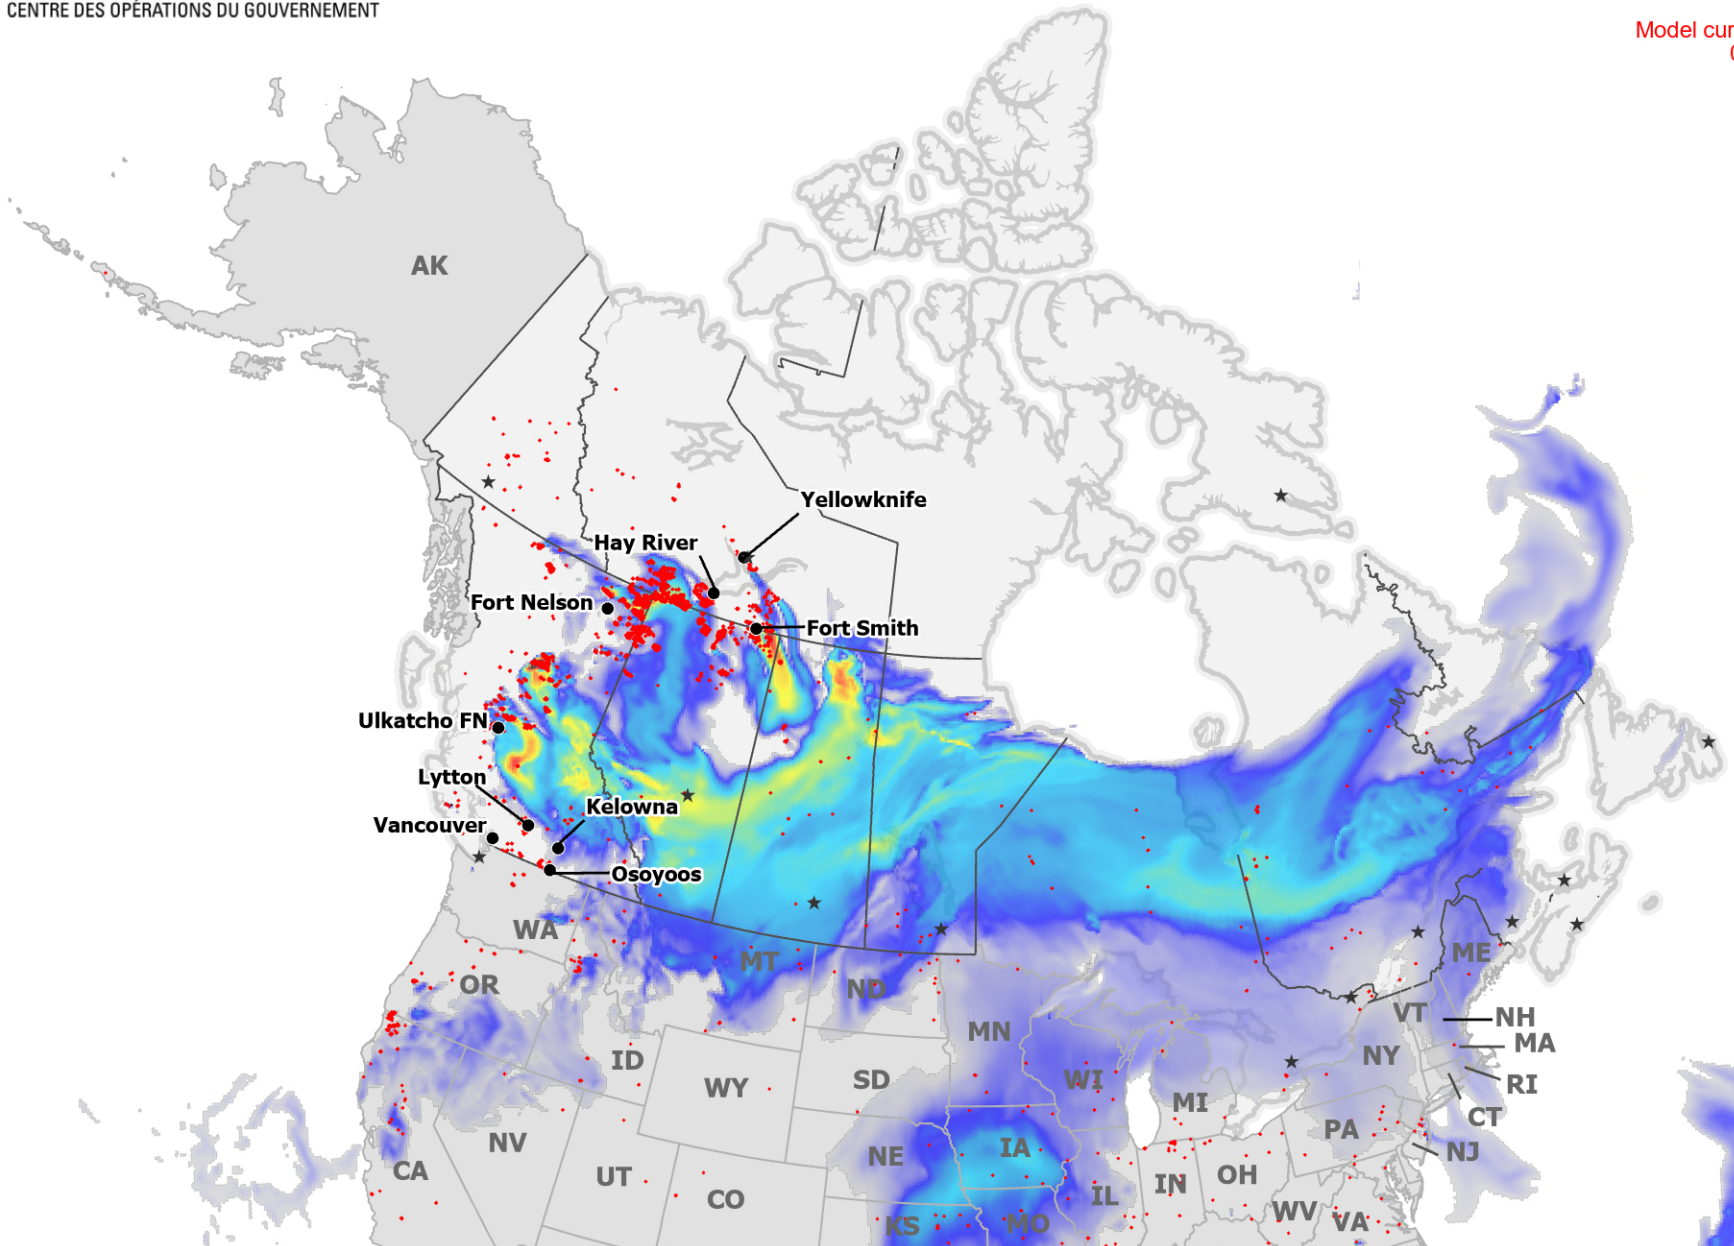 CENTRE DES OPÉRATIONS DU GOUVERNEMENT
Model cur
AK
Yellowknife
Hay River
Fort Nelson
Fort Smith
Ulkatcho FN
Lytton
Kelowna
Vancouver
Osoyoos
WA
MT
ME
OR
ND
VT
NH
MN
MA
NY
ID
WY
SD
WI
RI
MI
CT
PA
NV
NE
IA
NJ
CA
UT
CO
IL
IN
OH
WV
VA
KS
MO